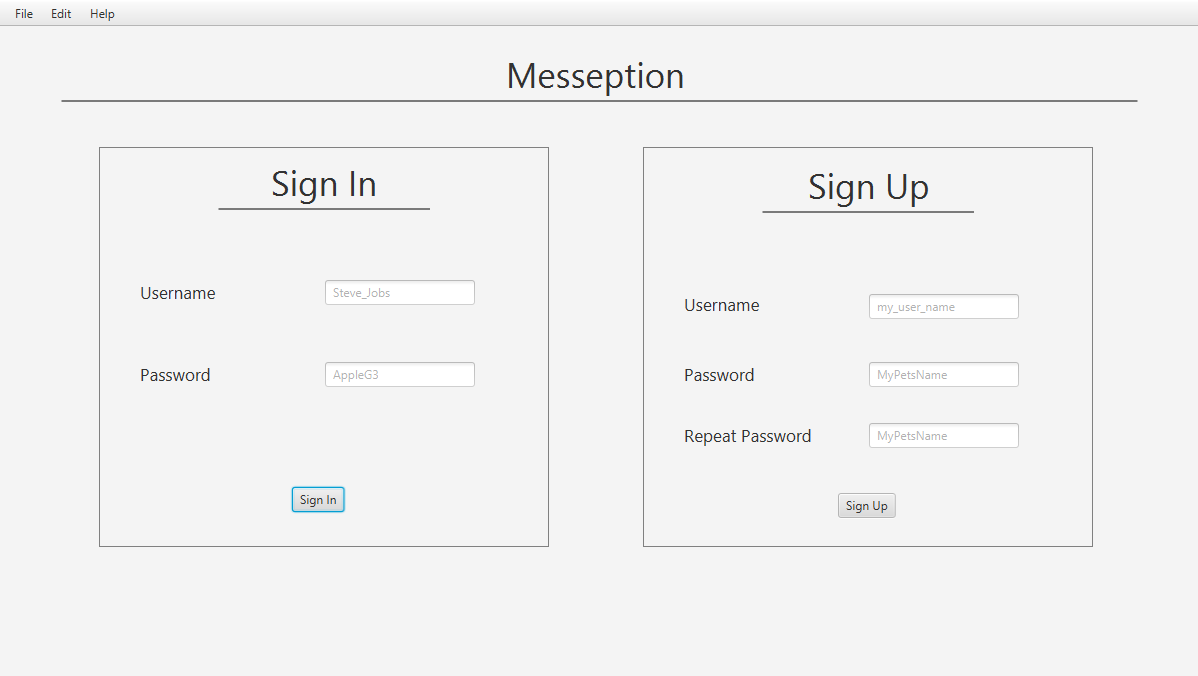 File Edit Help
Messeption
Sign In
Username Steve_Jobs
Password AppleG3
Sign In
Sign Up
Username my_user_name
Password MyPetsName
Repeat Password MyPetsName
Sign Up